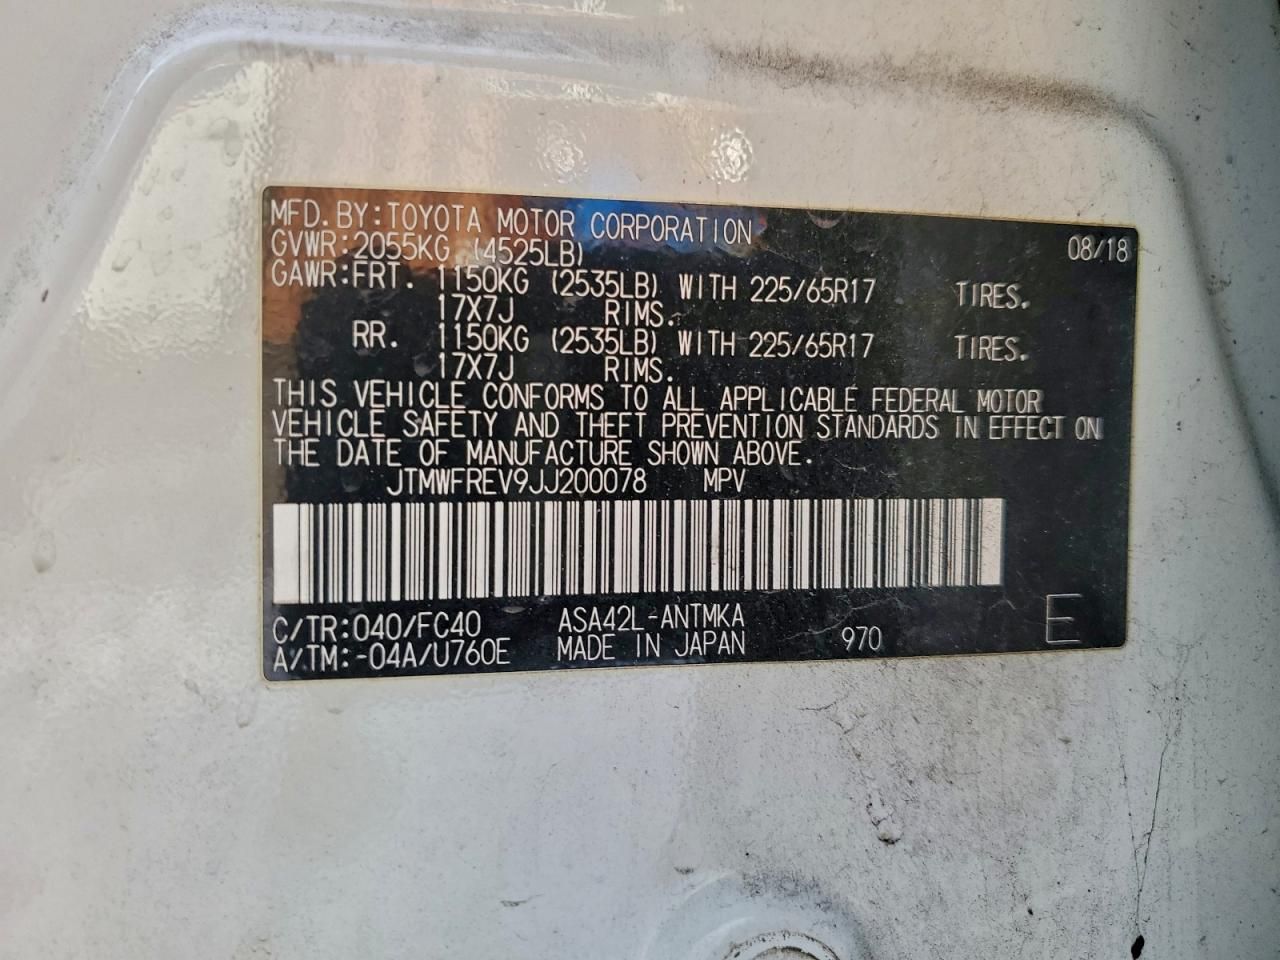 MFD.BY:TOYOTA MOTOR CORPORATION 08/18
GVWR:2055KG (4525LB)
GAWR:FRT. 1150KG (2535LB) WITH 225/65R17 TIRES.
17X7J RIMS.
RR. 1150KG (2535LB) WITH 225/65R17 TIRES.
17X7J RIMS.
THIS VEHICLE CONFORMS TO ALL APPLICABLE FEDERAL MOTOR
VEHICLE SAFETY AND THEFT PREVENTION STANDARDS IN EFFECT ON
THE DATE OF MANUFACTURE SHOWN ABOVE.
JTMWFREV9JJ200078 MPV
C/TR:040/FC40 ASA42L-ANTMKA
A/TM:-04A/U760E MADE IN JAPAN 970 E